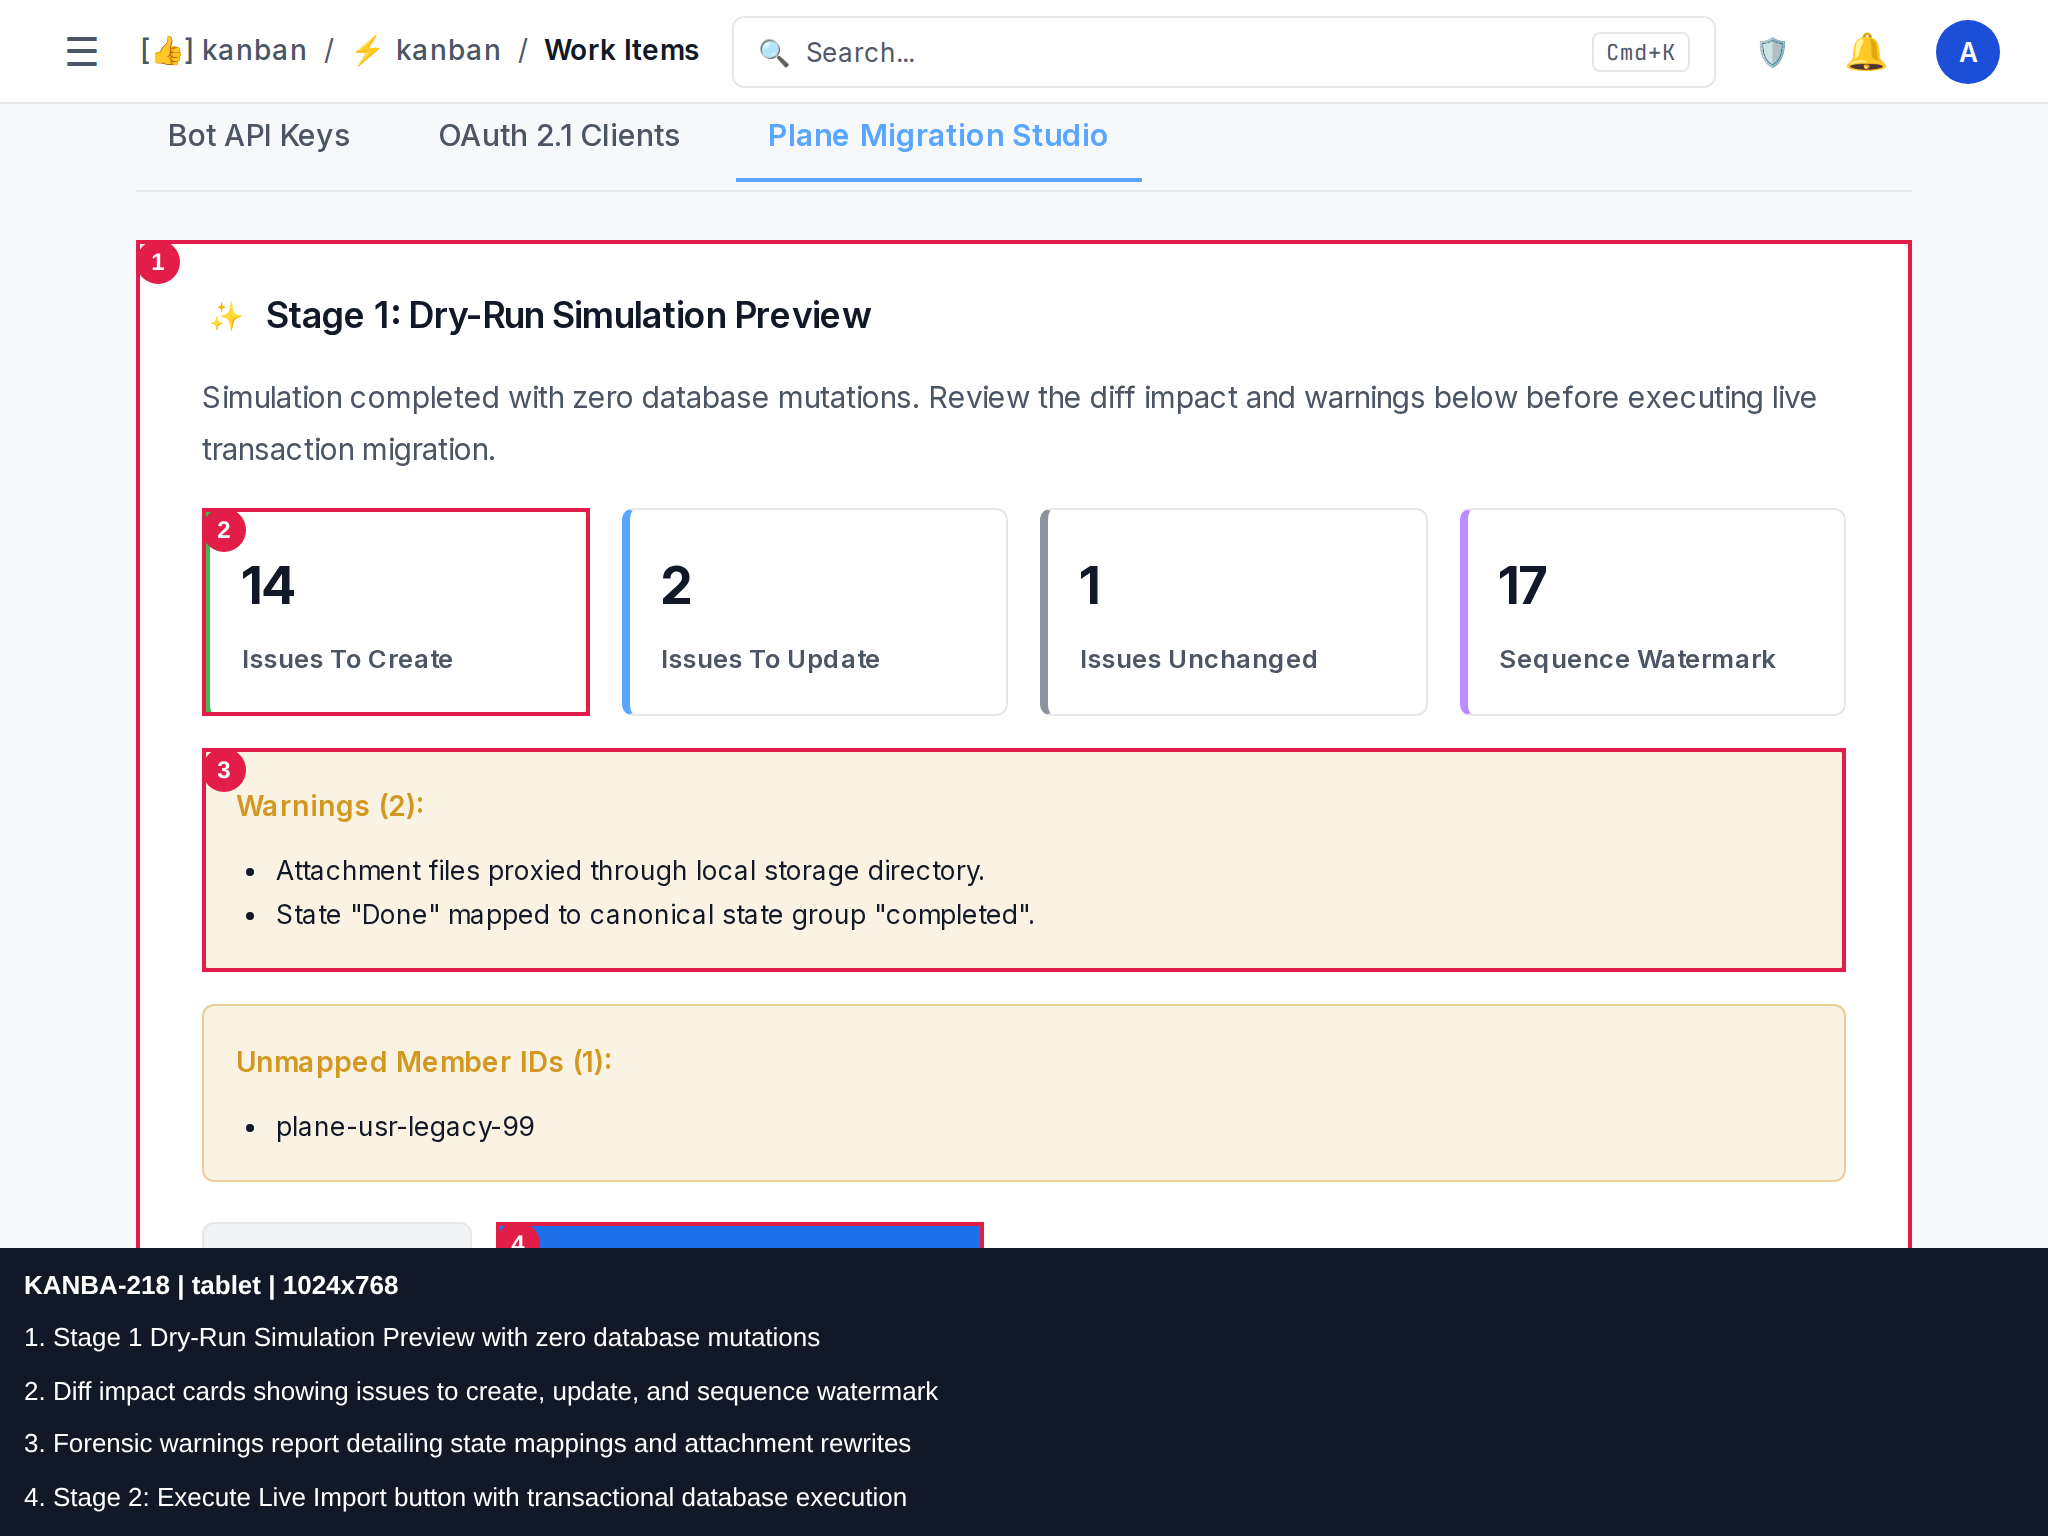 ☰ [👍] kanban / ⚡ kanban / Work Items
🔍 Search... Cmd+K
A
Bot API Keys
OAuth 2.1 Clients
Plane Migration Studio
1
✨ Stage 1: Dry-Run Simulation Preview
Simulation completed with zero database mutations. Review the diff impact and warnings below before executing live
transaction migration.
2
14
Issues To Create
2
Issues To Update
1
Issues Unchanged
17
Sequence Watermark
3
Warnings (2):
• Attachment files proxied through local storage directory.
• State "Done" mapped to canonical state group "completed".
Unmapped Member IDs (1):
• plane-usr-legacy-99
4
KANBA-218 | tablet | 1024x768
1. Stage 1 Dry-Run Simulation Preview with zero database mutations
2. Diff impact cards showing issues to create, update, and sequence watermark
3. Forensic warnings report detailing state mappings and attachment rewrites
4. Stage 2: Execute Live Import button with transactional database execution